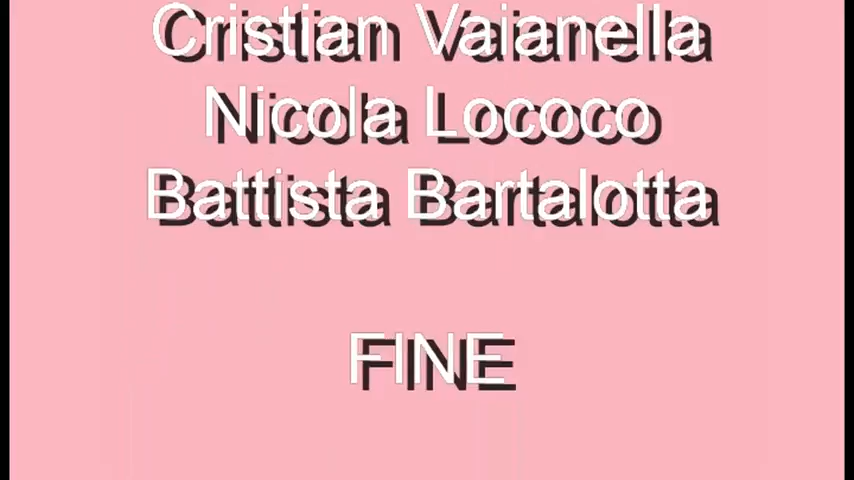 Cristian Vaianella
Nicola Lococo
Battista Bartalotta
FINE